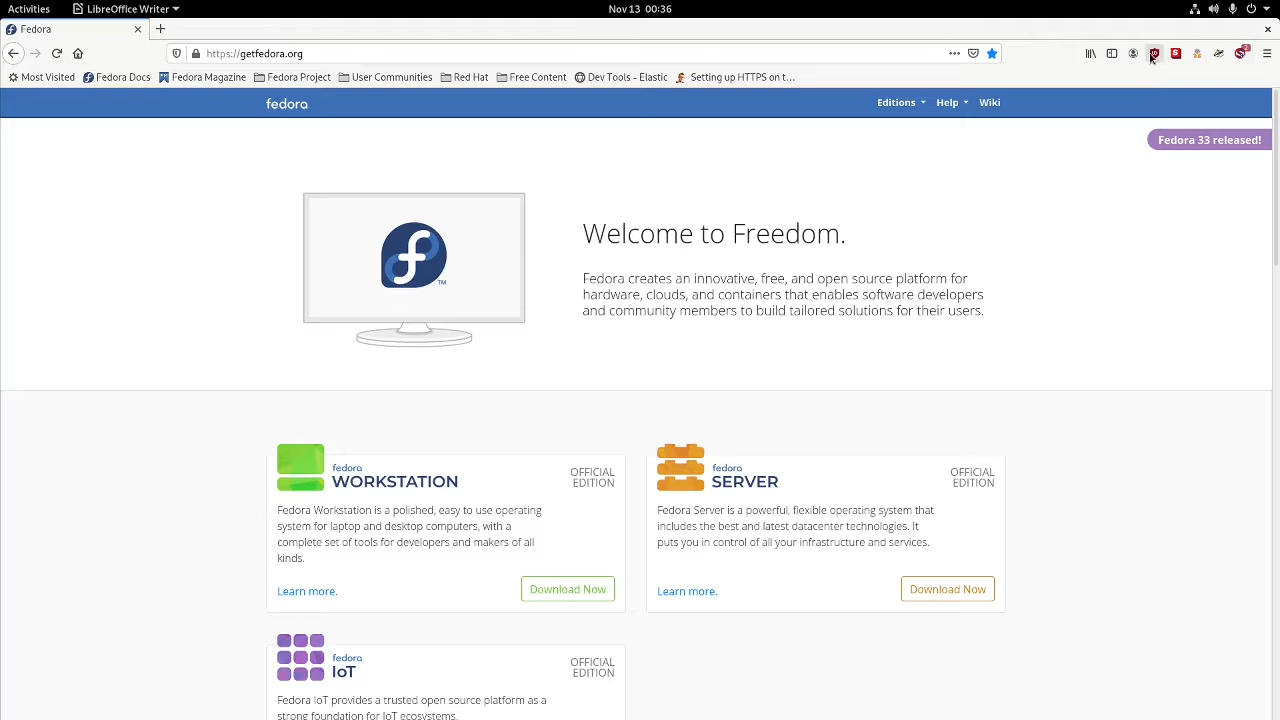 Activities LibreOffice Writer Nov 13 00:36
Fedora
https://getfedora.org
Most Visited Fedora Docs Fedora Magazine Fedora Project User Communities Red Hat Free Content Dev Tools - Elastic Setting up HTTPS on t...
fedora Editions Help Wiki
Fedora 33 released!
Welcome to Freedom.
Fedora creates an innovative, free, and open source platform for
hardware, clouds, and containers that enables software developers
and community members to build tailored solutions for their users.
fedora
WORKSTATION
OFFICIAL
EDITION
Fedora Workstation is a polished, easy to use operating
system for laptop and desktop computers, with a
complete set of tools for developers and makers of all
kinds.
Learn more.
Download Now
fedora
SERVER
OFFICIAL
EDITION
Fedora Server is a powerful, flexible operating system that
includes the best and latest datacenter technologies. It
puts you in control of all your infrastructure and services.
Learn more.
Download Now
fedora
IoT
OFFICIAL
EDITION
Fedora IoT provides a trusted open source platform as a
strong foundation for IoT ecosystems.